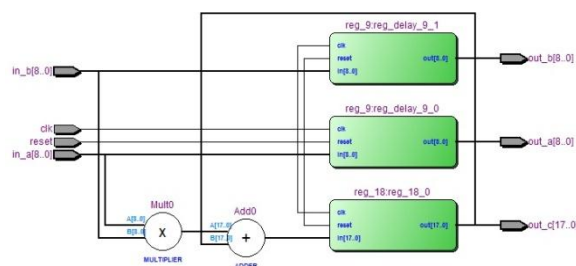 reg_9:reg_delay_9_1
clk
reset
in[8..0]
out[8..0]
in_b[8..0]
out_b[8..0]
reg_9:reg_delay_9_0
clk
reset
in_a[8..0]
clk
reset
in[8..0]
out[8..0]
out_a[8..0]
Mult0
Add0
reg_18:reg_18_0
A[8..0]
B[8..0]
X
MULTIPLIER
A[17..0]
B[17..0]
+
ADDER
clk
reset
in[17..0]
out[17..0]
out_c[17..0